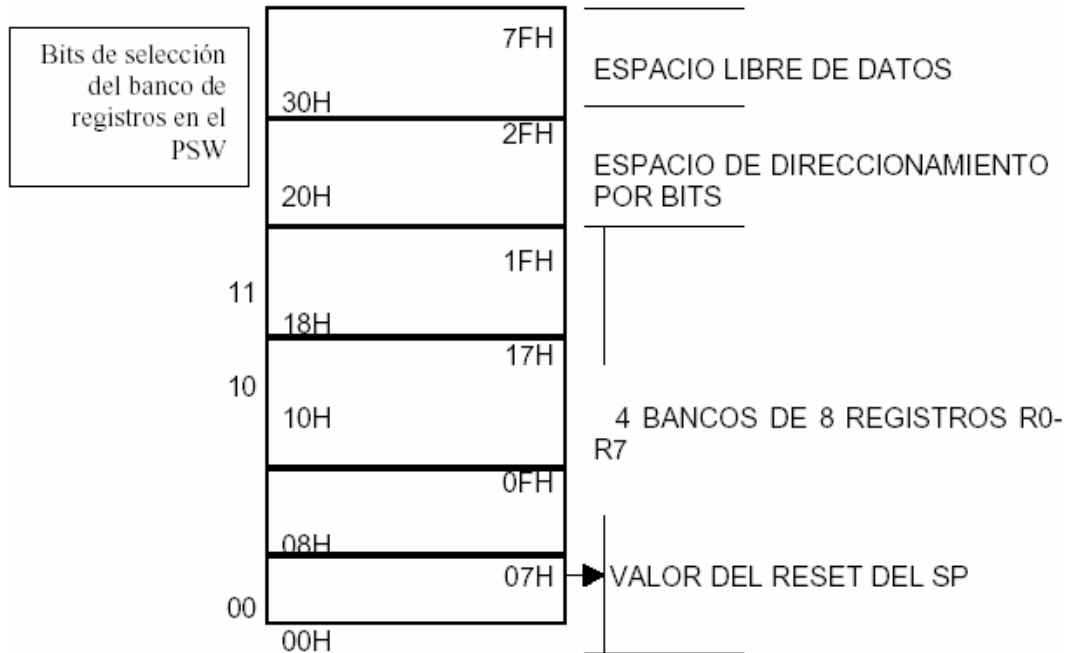 Bits de selección
del banco de
registros en el
PSW
7FH
30H
ESPACIO LIBRE DE DATOS
2FH
20H
ESPACIO DE DIRECCIONAMIENTO
POR BITS
1FH
11
18H
17H
10
10H
4 BANCOS DE 8 REGISTROS R0-
R7
0FH
08H
07H
VALOR DEL RESET DEL SP
00
00H